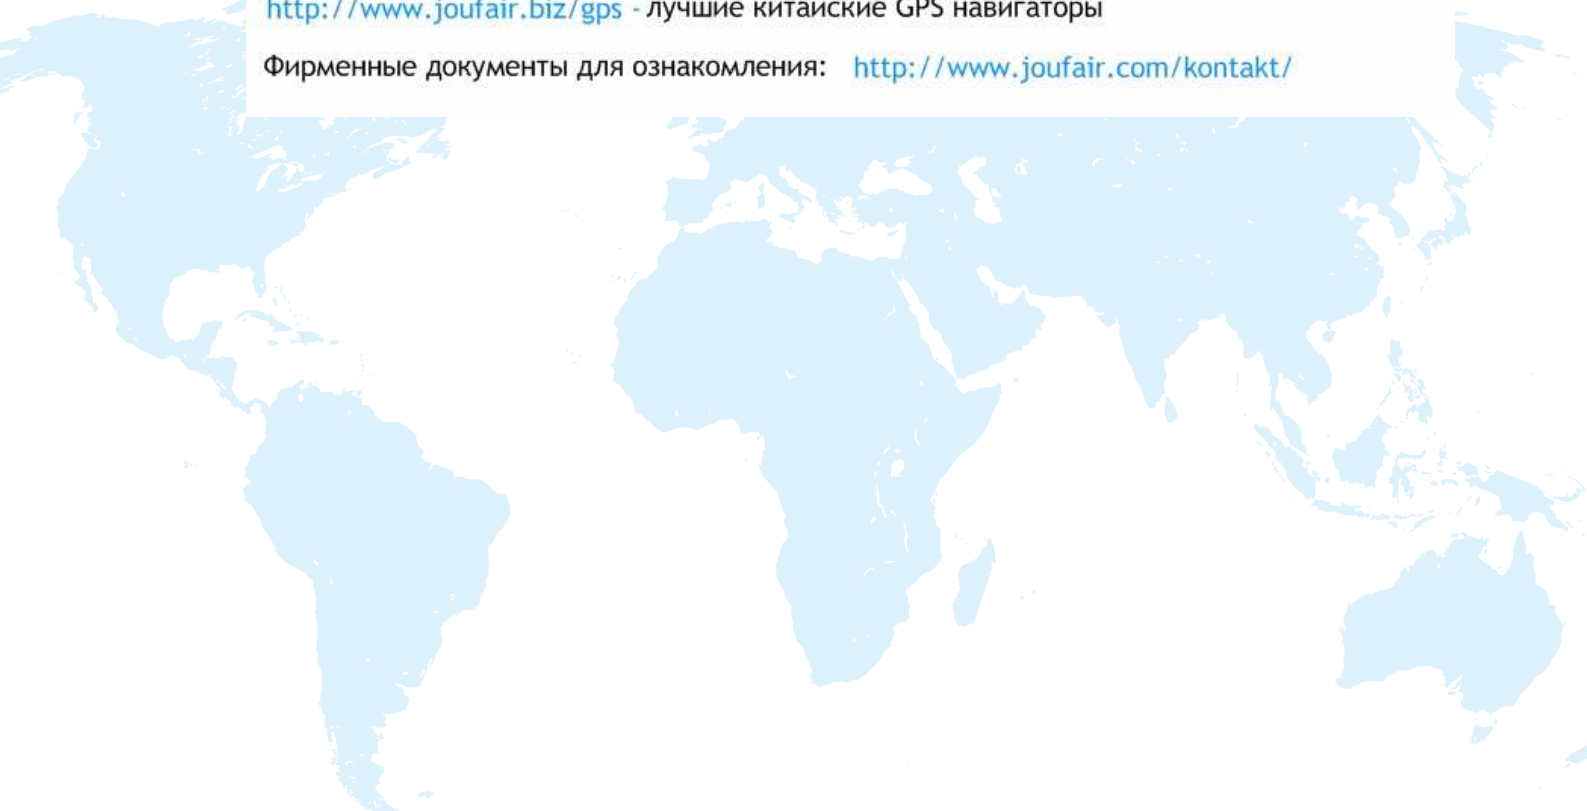 http://www.joufair.biz/gps - лучшие китайские GPS навигаторы
Фирменные документы для ознакомления: http://www.joufair.com/kontakt/